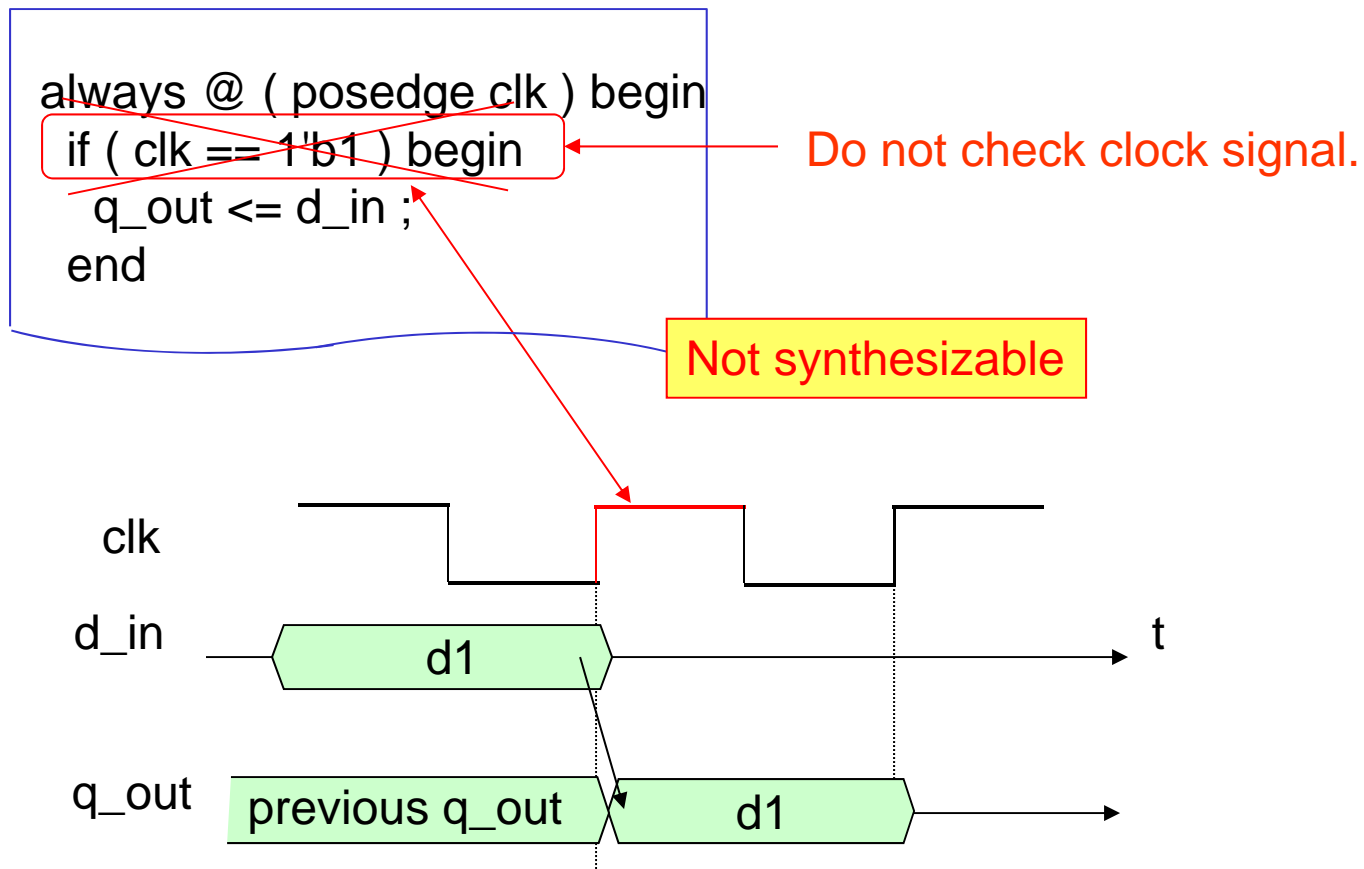 always @ ( posedge clk ) begin
if ( clk == 1'b1 ) begin
q_out <= d_in ;
end
Do not check clock signal.
Not synthesizable
clk
d_in
d1
t
q_out
previous q_out
d1